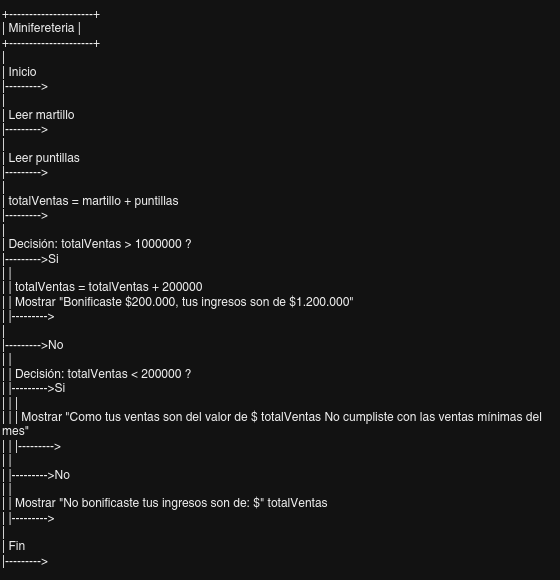 +---------------------+
| Minifereteria |
+---------------------+
|
| Inicio
|--------->
|
| Leer martillo
|--------->
|
| Leer puntillas
|--------->
|
| totalVentas = martillo + puntillas
|--------->
|
| Decisión: totalVentas > 1000000 ?
|--------->Si
| |
| | totalVentas = totalVentas + 200000
| | Mostrar "Bonificaste $200.000, tus ingresos son de $1.200.000"
| |--------->
|
|--------->No
| |
| | Decisión: totalVentas < 200000 ?
| |--------->Si
| | |
| | | Mostrar "Como tus ventas son del valor de $ totalVentas No cumpliste con las ventas mínimas del
mes"
| | |--------->
| |
| |--------->No
| |
| | Mostrar "No bonificaste tus ingresos son de: $" totalVentas
| |--------->
|
| Fin
|--------->